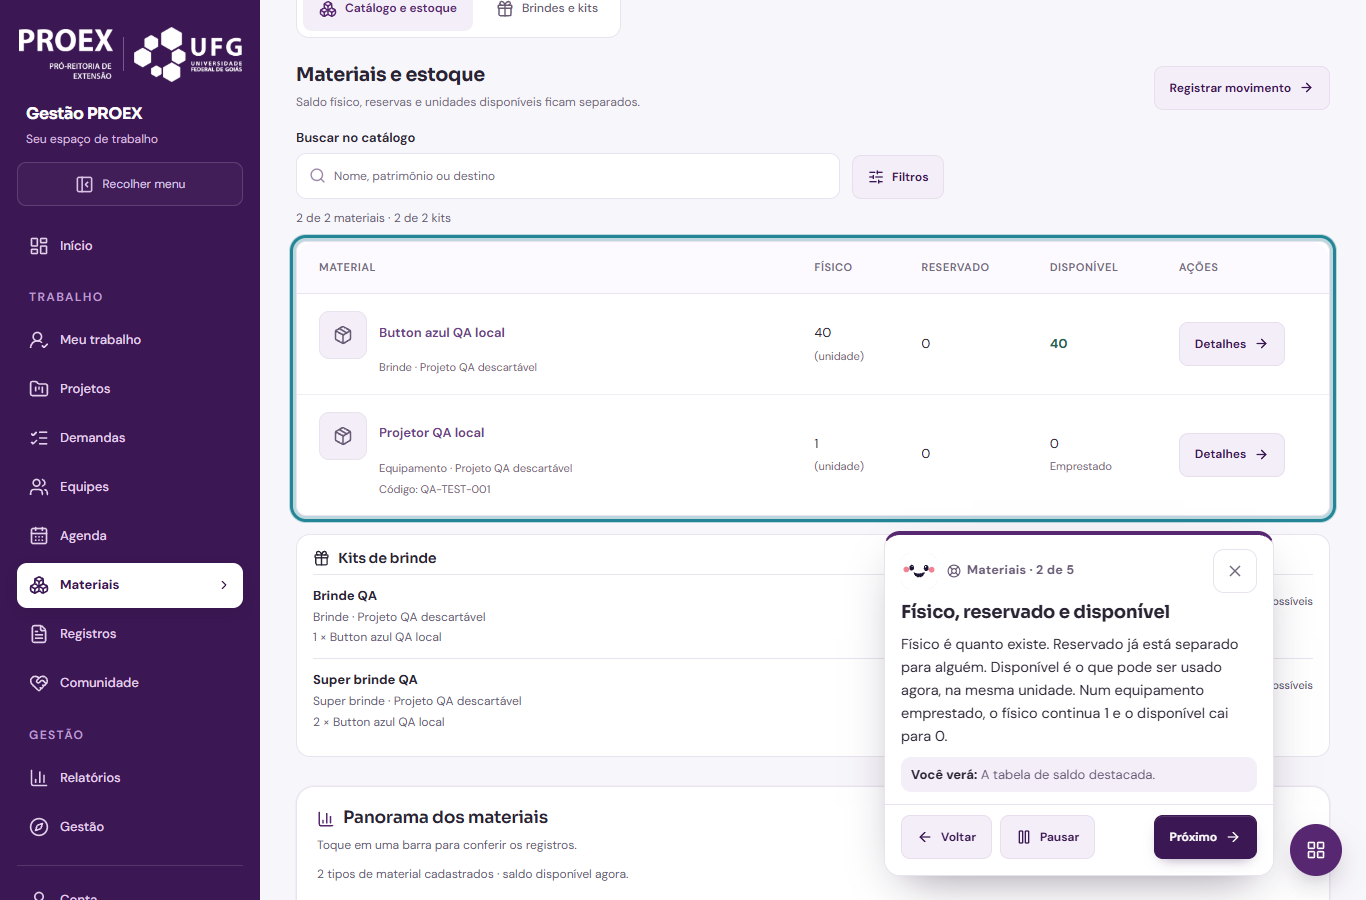 PROEX
PRÓ-REITORIA DE
EXTENSÃO
UFG
UNIVERSIDADE
FEDERAL DE GOIÁS
Gestão PROEX
Seu espaço de trabalho
Recolher menu
Início
TRABALHO
Meu trabalho
Projetos
Demandas
Equipes
Agenda
Materiais
Registros
Comunidade
GESTÃO
Relatórios
Gestão
Conta
Catálogo e estoque
Brindes e kits
Materiais e estoque
Saldo físico, reservas e unidades disponíveis ficam separados.
Registrar movimento
Buscar no catálogo
Nome, patrimônio ou destino
Filtros
2 de 2 materiais · 2 de 2 kits
MATERIAL FÍSICO RESERVADO DISPONÍVEL AÇÕES
Button azul QA local
Brinde · Projeto QA descartável
40
(unidade)
0
40
Detalhes
Projetor QA local
Equipamento · Projeto QA descartável
Código: QA-TEST-001
1
(unidade)
0
0
Emprestado
Detalhes
Kits de brinde
Brinde QA
Brinde · Projeto QA descartável
1 × Button azul QA local
Super brinde QA
Super brinde · Projeto QA descartável
2 × Button azul QA local
Panorama dos materiais
Toque em uma barra para conferir os registros.
2 tipos de material cadastrados · saldo disponível agora.
Materiais · 2 de 5
Físico, reservado e disponível
Físico é quanto existe. Reservado já está separado
para alguém. Disponível é o que pode ser usado
agora, na mesma unidade. Num equipamento
emprestado, o físico continua 1 e o disponível cai
para 0.
Você verá: A tabela de saldo destacada.
Voltar
Pausar
Próximo